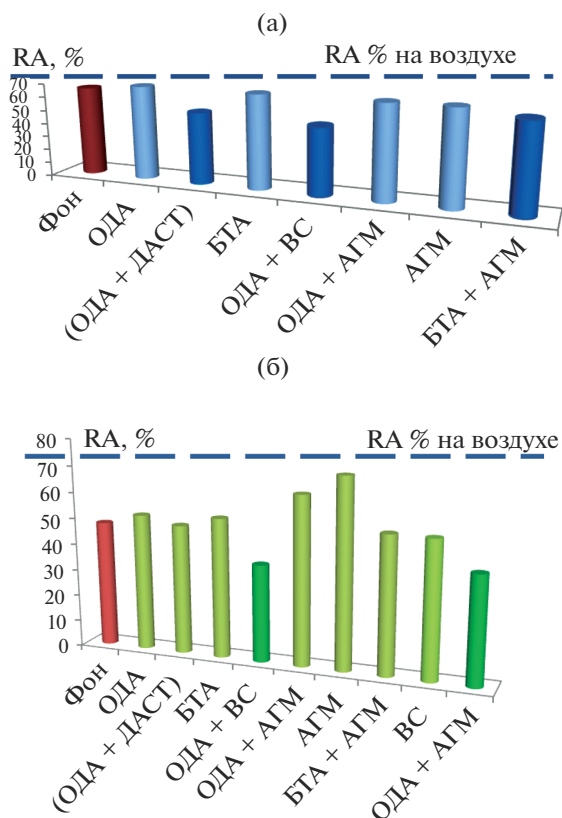 (а)
RA, %
RA % на воздухе
70
60
50
40
30
20
10
0
Фон
ОДА
(ОДА + ДАСТ)
БТА
ОДА + ВС
ОДА + АГМ
АГМ
БТА + АГМ
(б)
RA, %
RA % на воздухе
80
70
60
50
40
30
20
10
0
Фон
ОДА
(ОДА + ДАСТ)
БТА
ОДА + ВС
ОДА + АГМ
АГМ
БТА + АГМ
ВС
ОДА + АГМ